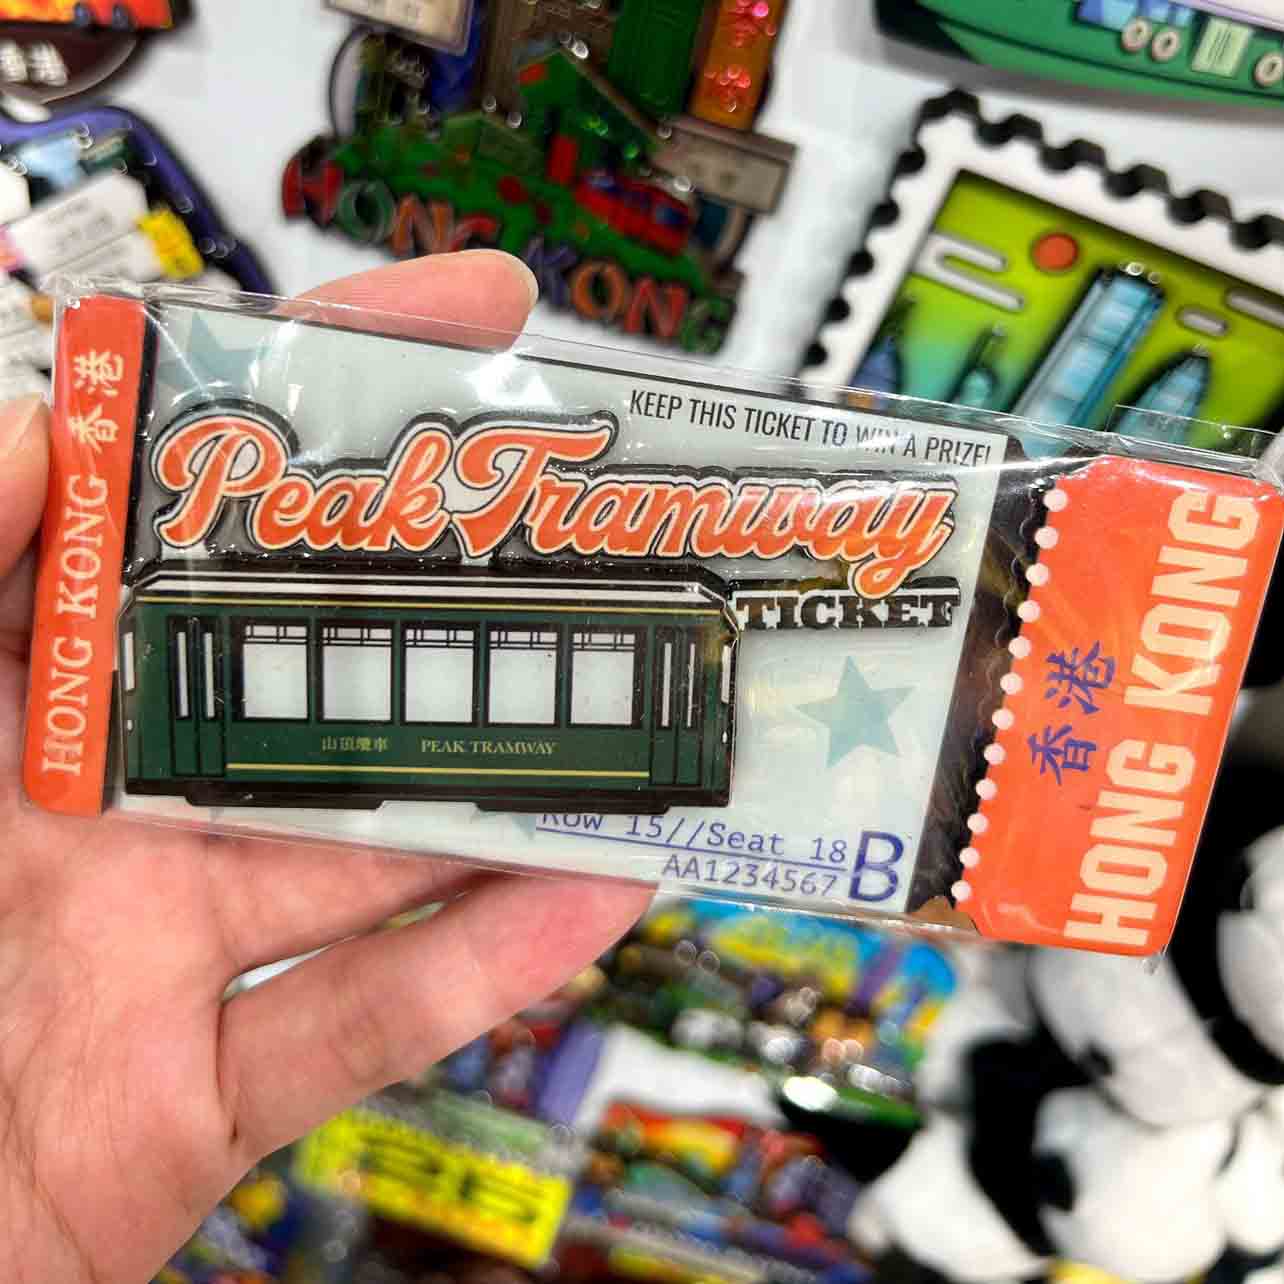 HONG KONG 香港
KEEP THIS TICKET TO WIN A PRIZE!
Peak Tramway
TICKET
山頂纜車 PEAK TRAMWAY
Row 15//Seat 18
AA1234567
B
香港
HONG KONG
HONG KONG